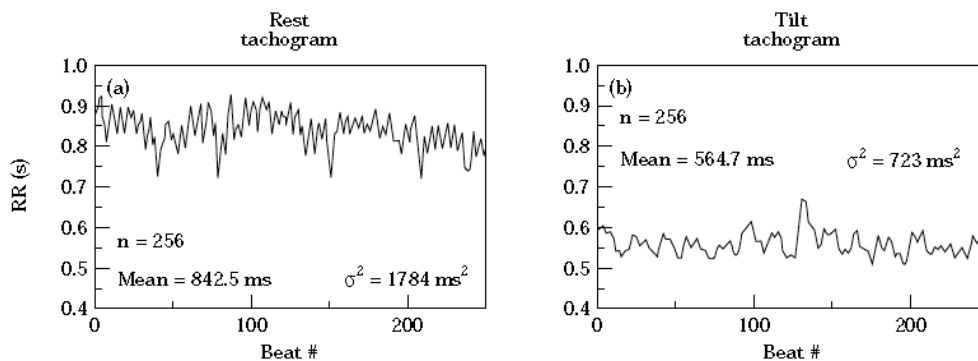 Rest
tachogram
RR (s)
1.0
0.9
0.8
0.7
0.6
0.5
0.4
(a)
n = 256
Mean = 842.5 ms σ² = 1784 ms²
0 100 200
Beat #
Tilt
tachogram
1.0
0.9
0.8
0.7
0.6
0.5
0.4
(b)
n = 256
Mean = 564.7 ms σ² = 723 ms²
0 100 200
Beat #